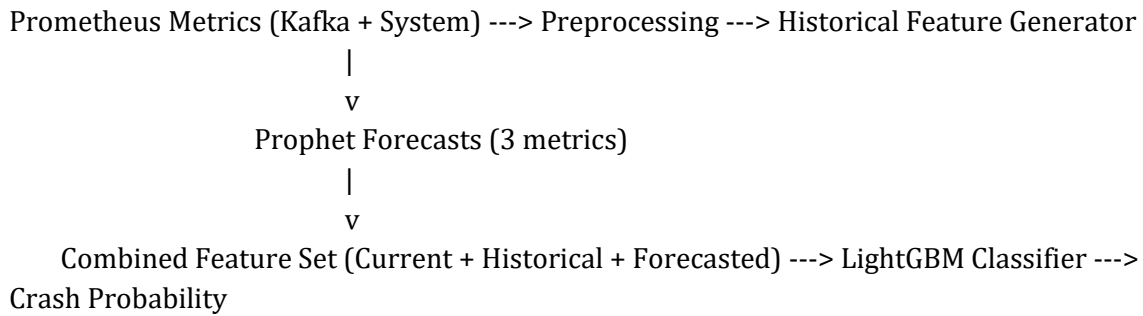 Prometheus Metrics (Kafka + System) ---> Preprocessing ---> Historical Feature Generator
|
v
Prophet Forecasts (3 metrics)
|
v
Combined Feature Set (Current + Historical + Forecasted) ---> LightGBM Classifier --->
Crash Probability